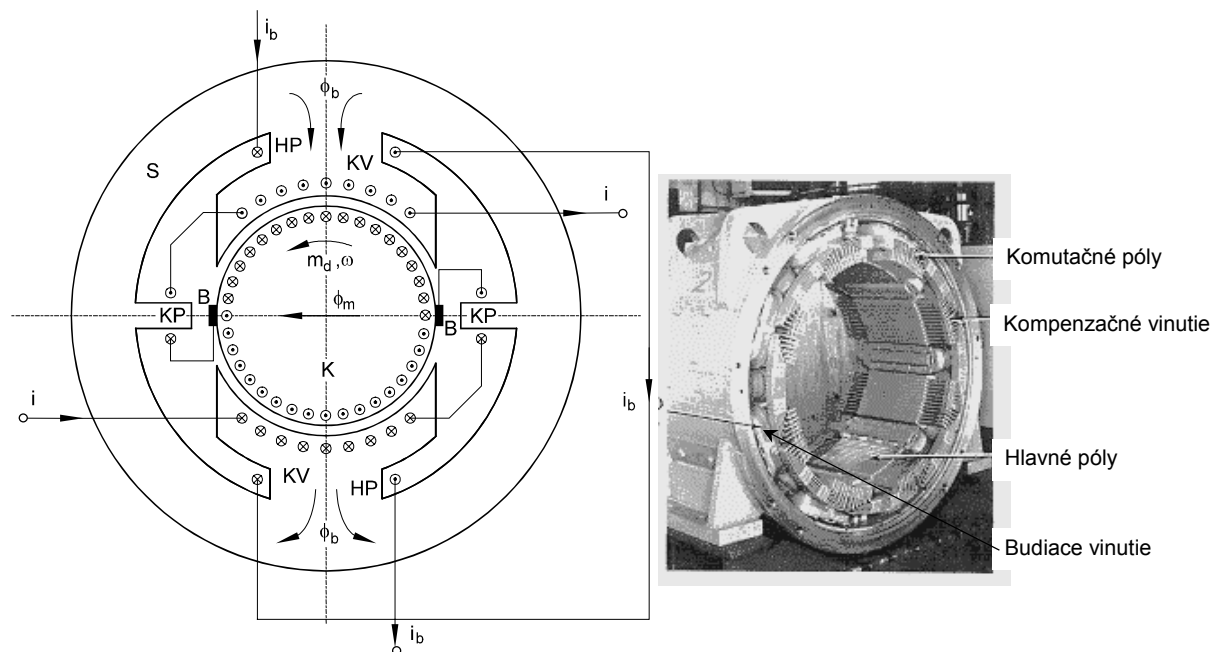 i_b
ϕ_b
HP
KV
S
i
m_d ,ω
B
ϕ_m
KP
B
KP
K
i
i_b
KV
HP
ϕ_b
i_b
2
Komutačné póly
Kompenzačné vinutie
Hlavné póly
Budiace vinutie